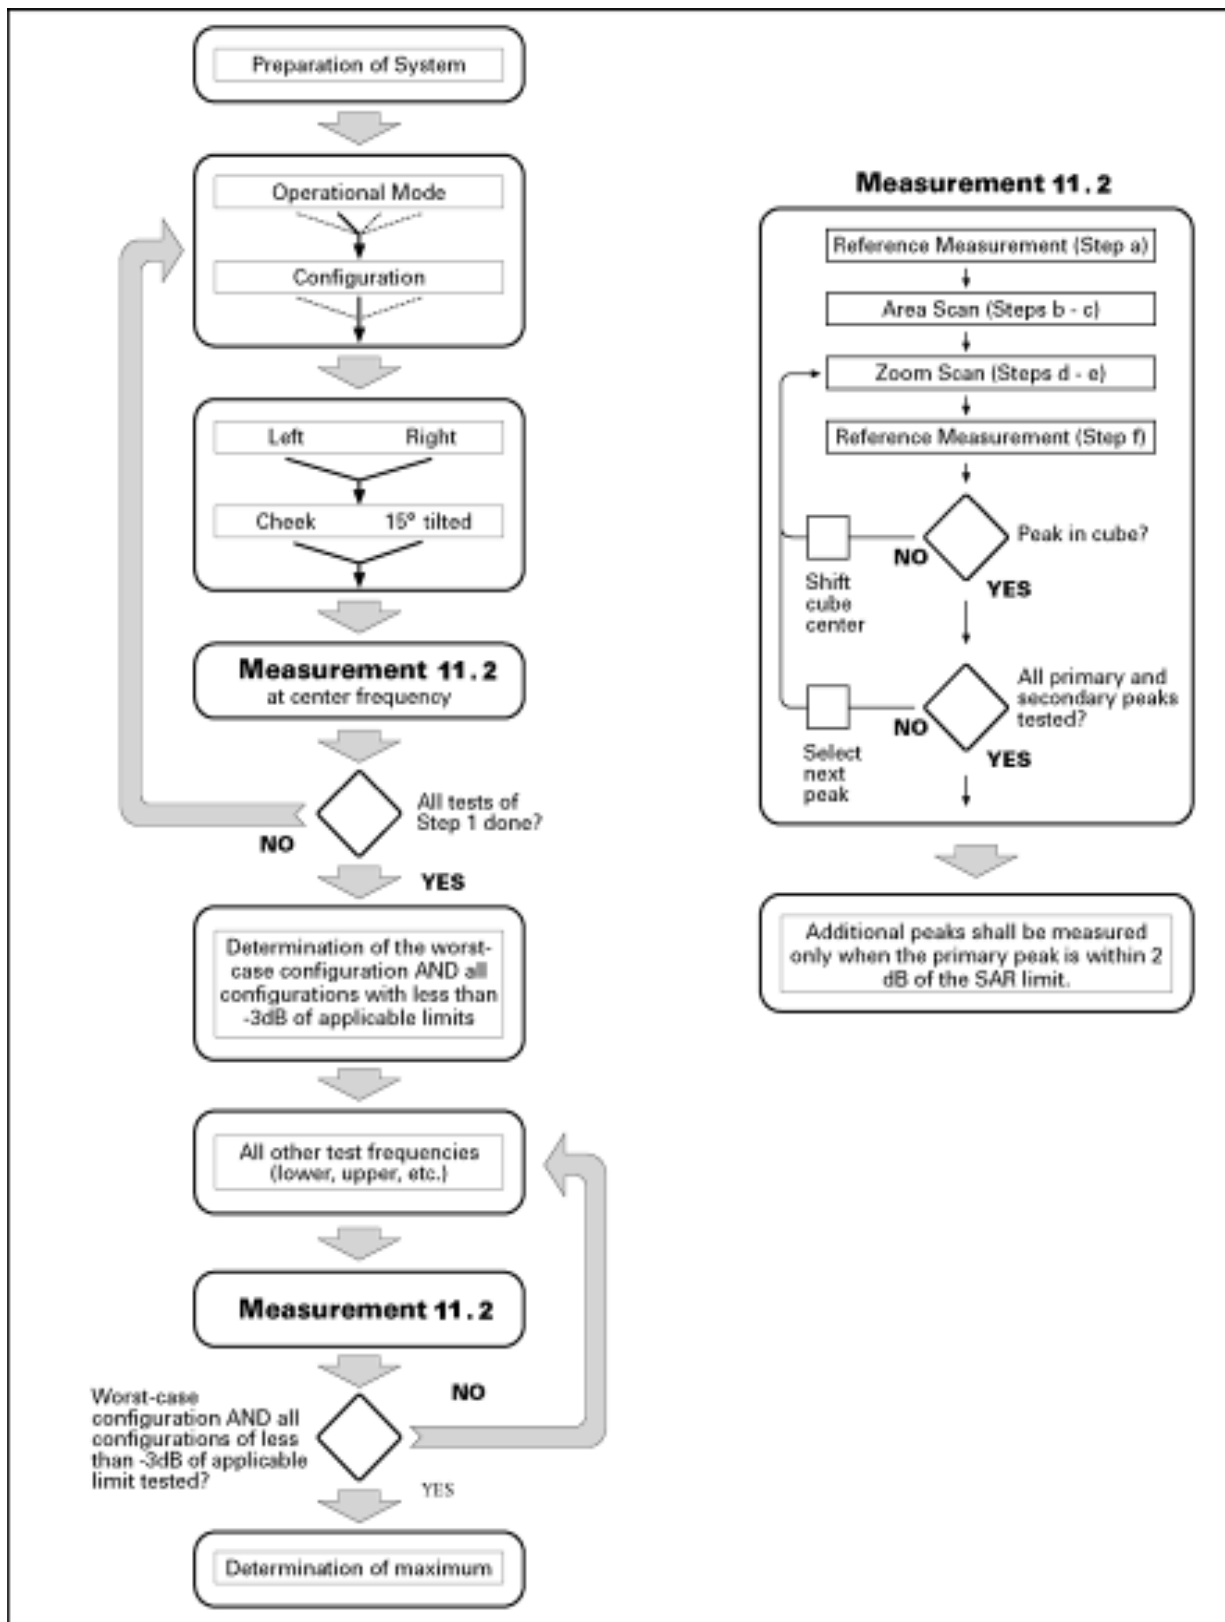 Preparation of System
Operational Mode
Configuration
Left Right
Cheek 15° tilted
Measurement 11.2
at center frequency
All tests of
Step 1 done?
NO
YES
Determination of the worst-
case configuration AND all
configurations with less than
-3dB of applicable limits
All other test frequencies
(lower, upper, etc.)
Measurement 11.2
NO
Worst-case
configuration AND all
configurations of less
than -3dB of applicable
limit tested?
YES
Determination of maximum
Measurement 11.2
Reference Measurement (Step a)
Area Scan (Steps b - c)
Zoom Scan (Steps d - e)
Reference Measurement (Step f)
Peak in cube?
NO
Shift
cube
center
YES
All primary and
secondary peaks
tested?
NO
Select
next
peak
YES
Additional peaks shall be measured
only when the primary peak is within 2
dB of the SAR limit.